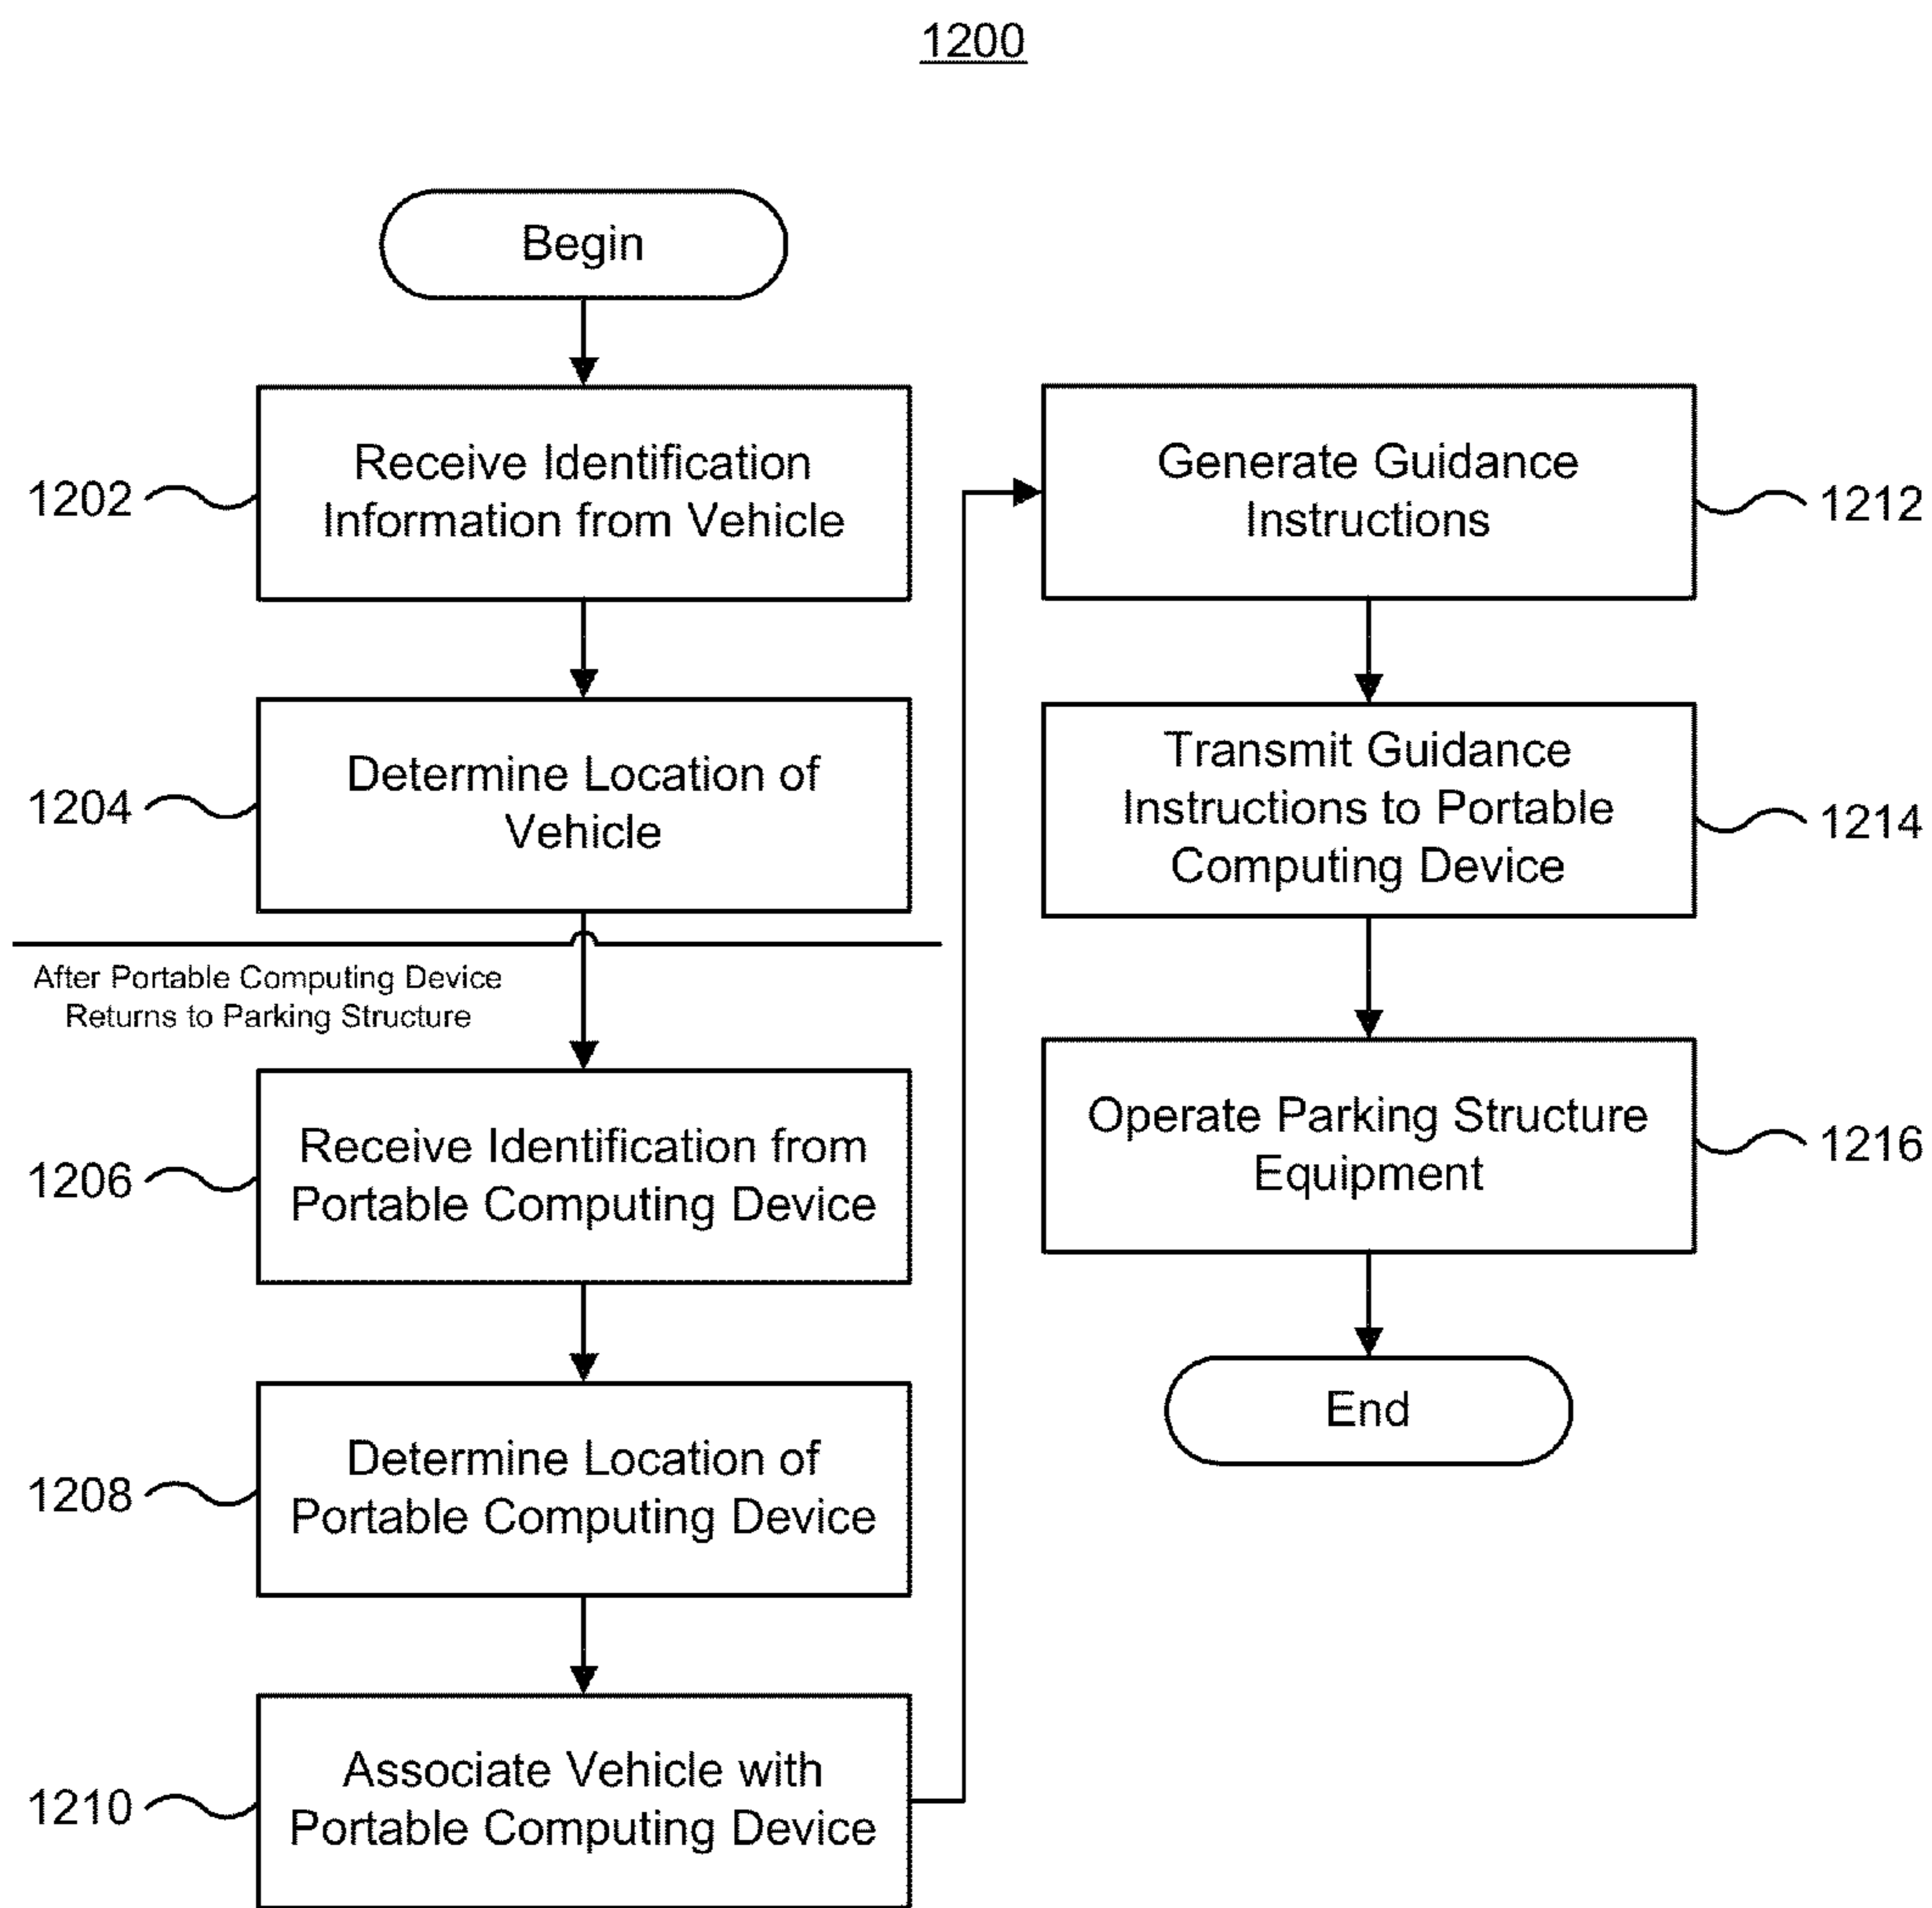 1200
Begin
1202
Receive Identification
Information from Vehicle
1204
Determine Location of
Vehicle
After Portable Computing Device
Returns to Parking Structure
1206
Receive Identification from
Portable Computing Device
1208
Determine Location of
Portable Computing Device
1210
Associate Vehicle with
Portable Computing Device
Generate Guidance
Instructions
1212
Transmit Guidance
Instructions to Portable
Computing Device
1214
Operate Parking Structure
Equipment
1216
End